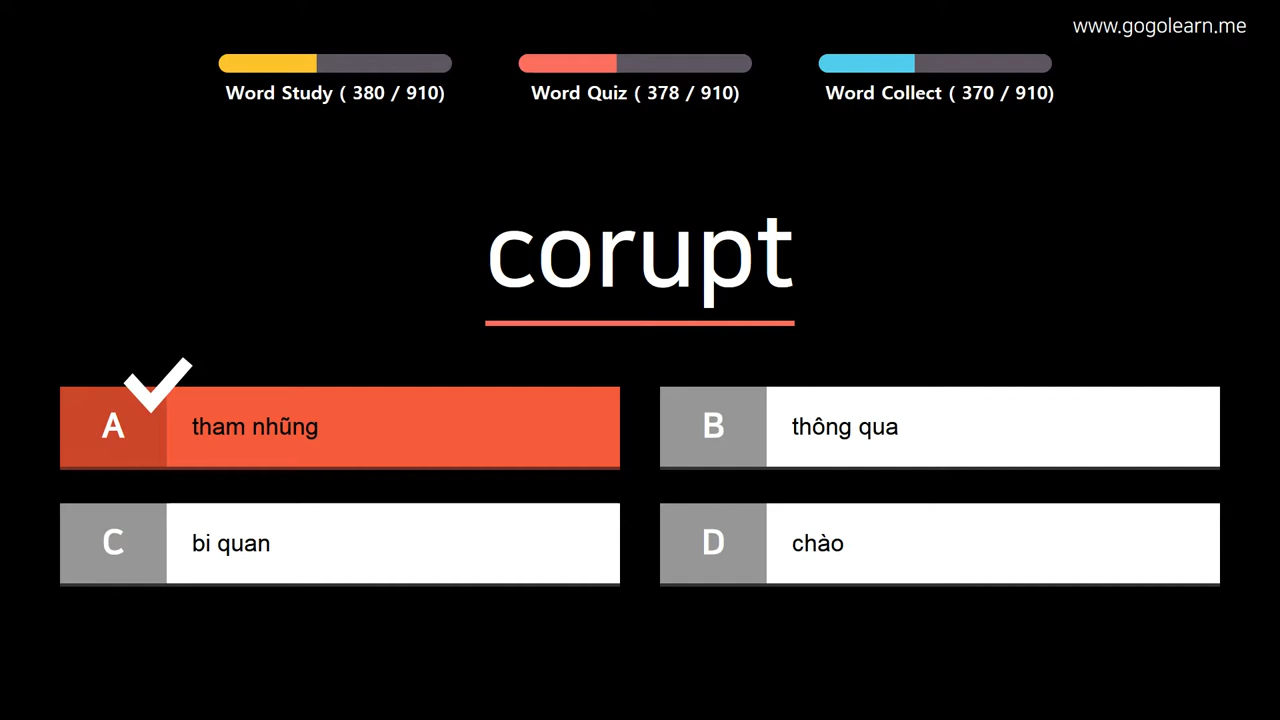 www.gogolearn.me
Word Study ( 380 / 910)
Word Quiz ( 378 / 910)
Word Collect ( 370 / 910)
corupt
A tham nhũng
B thông qua
C bi quan
D chào